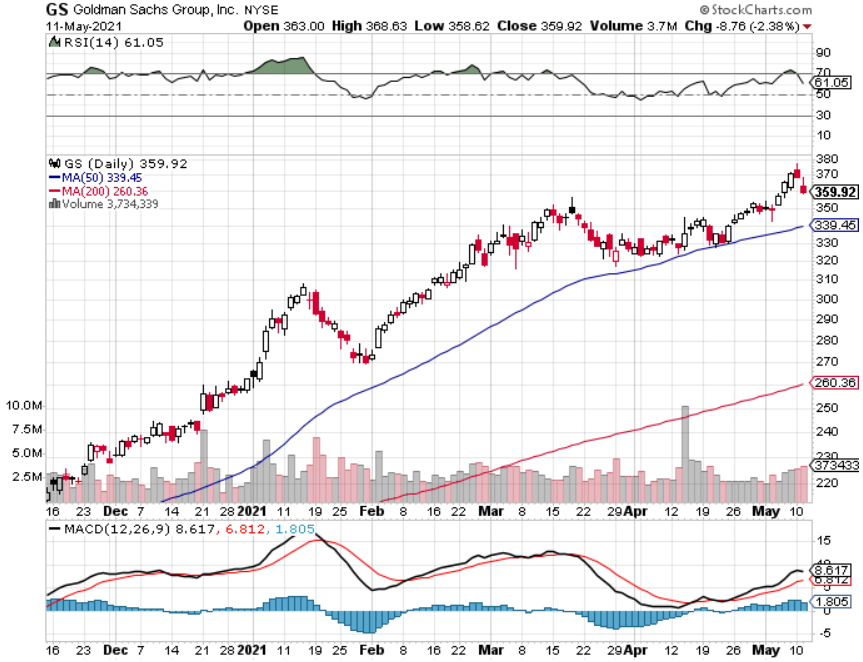 GS Goldman Sachs Group, Inc. NYSE © StockCharts.com
11-May-2021 Open 363.00 High 368.63 Low 358.62 Close 359.92 Volume 3.7M Chg -8.76 (-2.38%)
RSI(14) 61.05
90
70
61.05
50
30
10
GS (Daily) 359.92
MA(50) 339.45
MA(200) 260.36
Volume 3,734,339
380
370
359.92
350
339.45
330
320
310
300
290
280
270
260.36
250
240
230
3734339
220
10.0M
7.5M
5.0M
2.5M
16 23 Dec 7 14 21 28 2021 11 19 25 Feb 8 16 22 Mar 8 15 22 29 Apr 12 19 26 May 10
MACD(12,26,9) 8.617, 6.812, 1.805
15
10
8.617
6.812
5
1.805
0
-5
16 23 Dec 7 14 21 28 2021 11 19 25 Feb 8 16 22 Mar 8 15 22 29 Apr 12 19 26 May 10